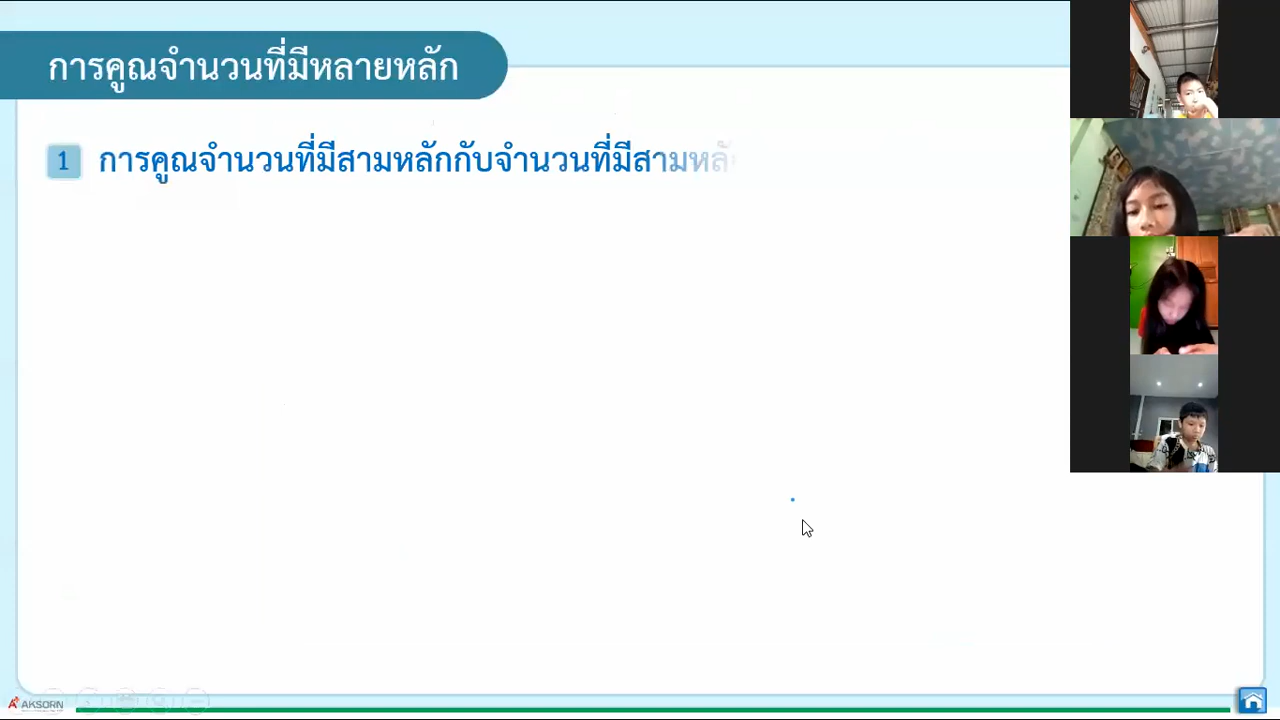 การคูณจำนวนที่มีหลายหลัก
1 การคูณจำนวนที่มีสามหลักกับจำนวนที่มีสามหลัก
AKSORN